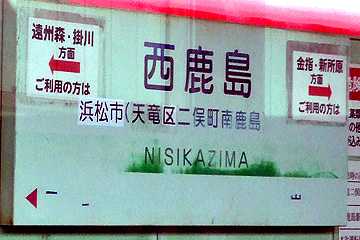 遠州森・掛川
方面
ご利用の方は
西鹿島
金指・新所原
方面
ご利用の方は
浜松市(天竜区二俣町南鹿島
NISIKAZIMA